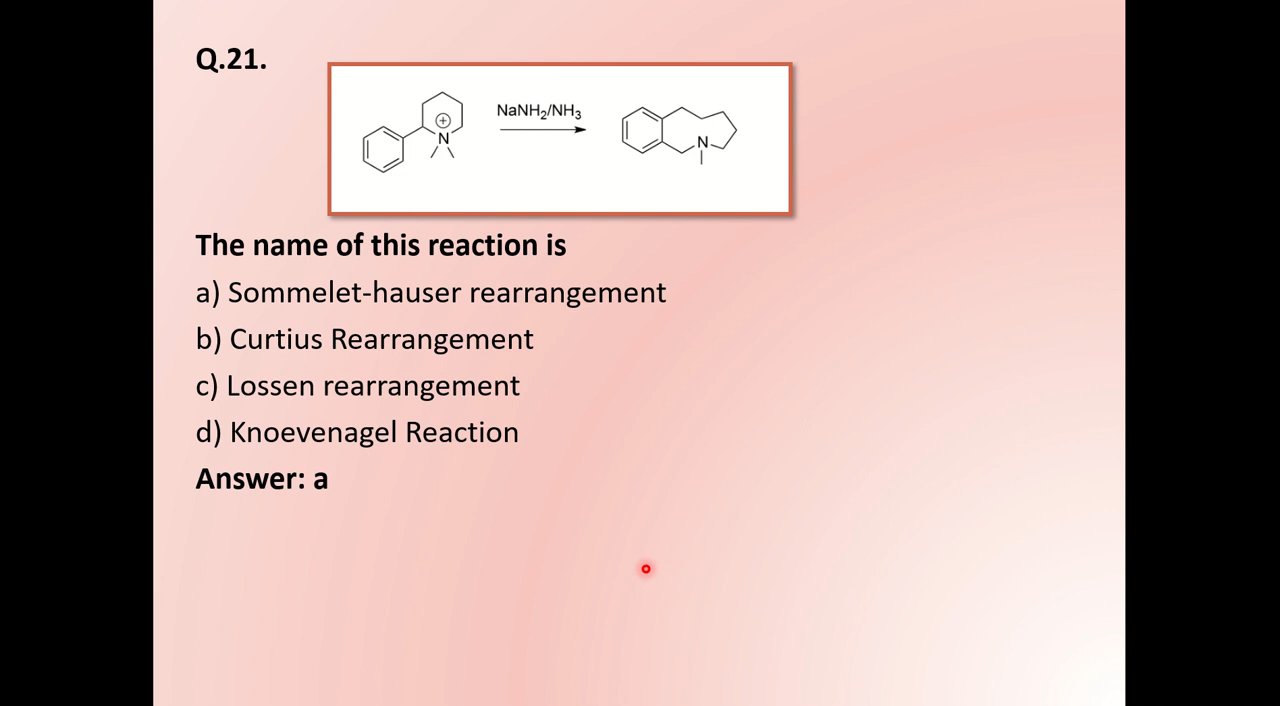 Q.21.
NaNH2/NH3
N
N
The name of this reaction is
a) Sommelet-hauser rearrangement
b) Curtius Rearrangement
c) Lossen rearrangement
d) Knoevenagel Reaction
Answer: a